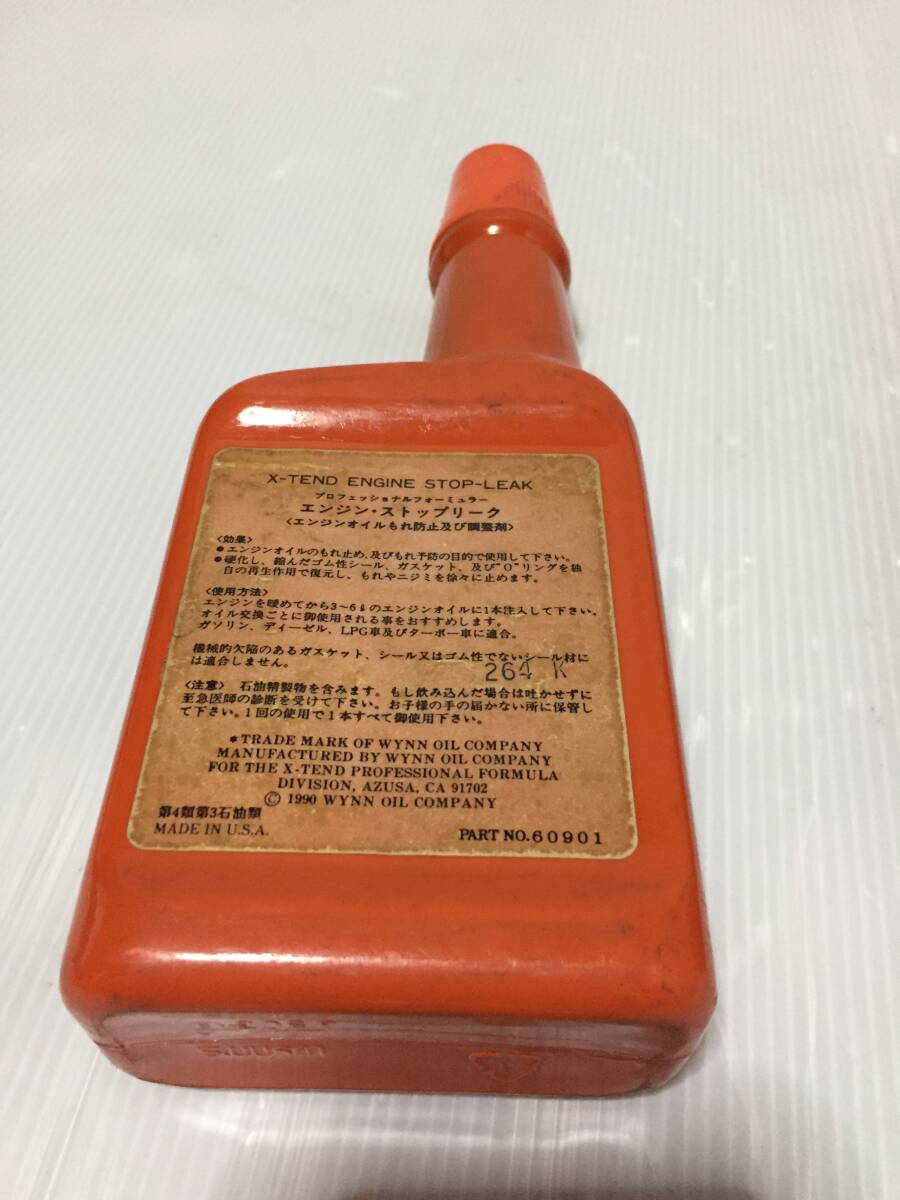 X-TEND ENGINE STOP-LEAK
プロフェッショナルフォーミュラー
エンジン・ストップリーク
〈エンジンオイルもれ防止及び調整剤〉
〈効果〉
●エンジンオイルのもれ止め、及びもれ予防の目的で使用して下さい。
●硬化し、縮んだゴム性シール、ガスケット、及び"O"リングを独
自の再生作用で復元し、もれやニジミを徐々に止めます。
〈使用方法〉
エンジンを暖めてから3〜6ℓのエンジンオイルに1本注入して下さい。
オイル交換ごとに御使用される事をおすすめします。
ガソリン、ディーゼル、LPG車及びターボー車に適合。
機械的欠陥のあるガスケット、シール又はゴム性でないシール材に
は適合しません。
264 K
〈注意〉 石油精製物を含みます。もし飲み込んだ場合は吐かせずに
至急医師の診断を受けて下さい。お子様の手の届かない所に保管し
て下さい。1回の使用で1本すべて御使用下さい。
*TRADE MARK OF WYNN OIL COMPANY
MANUFACTURED BY WYNN OIL COMPANY
FOR THE X-TEND PROFESSIONAL FORMULA
DIVISION, AZUSA, CA 91702
© 1990 WYNN OIL COMPANY
第4類第3石油類
MADE IN U.S.A.
PART NO.60901